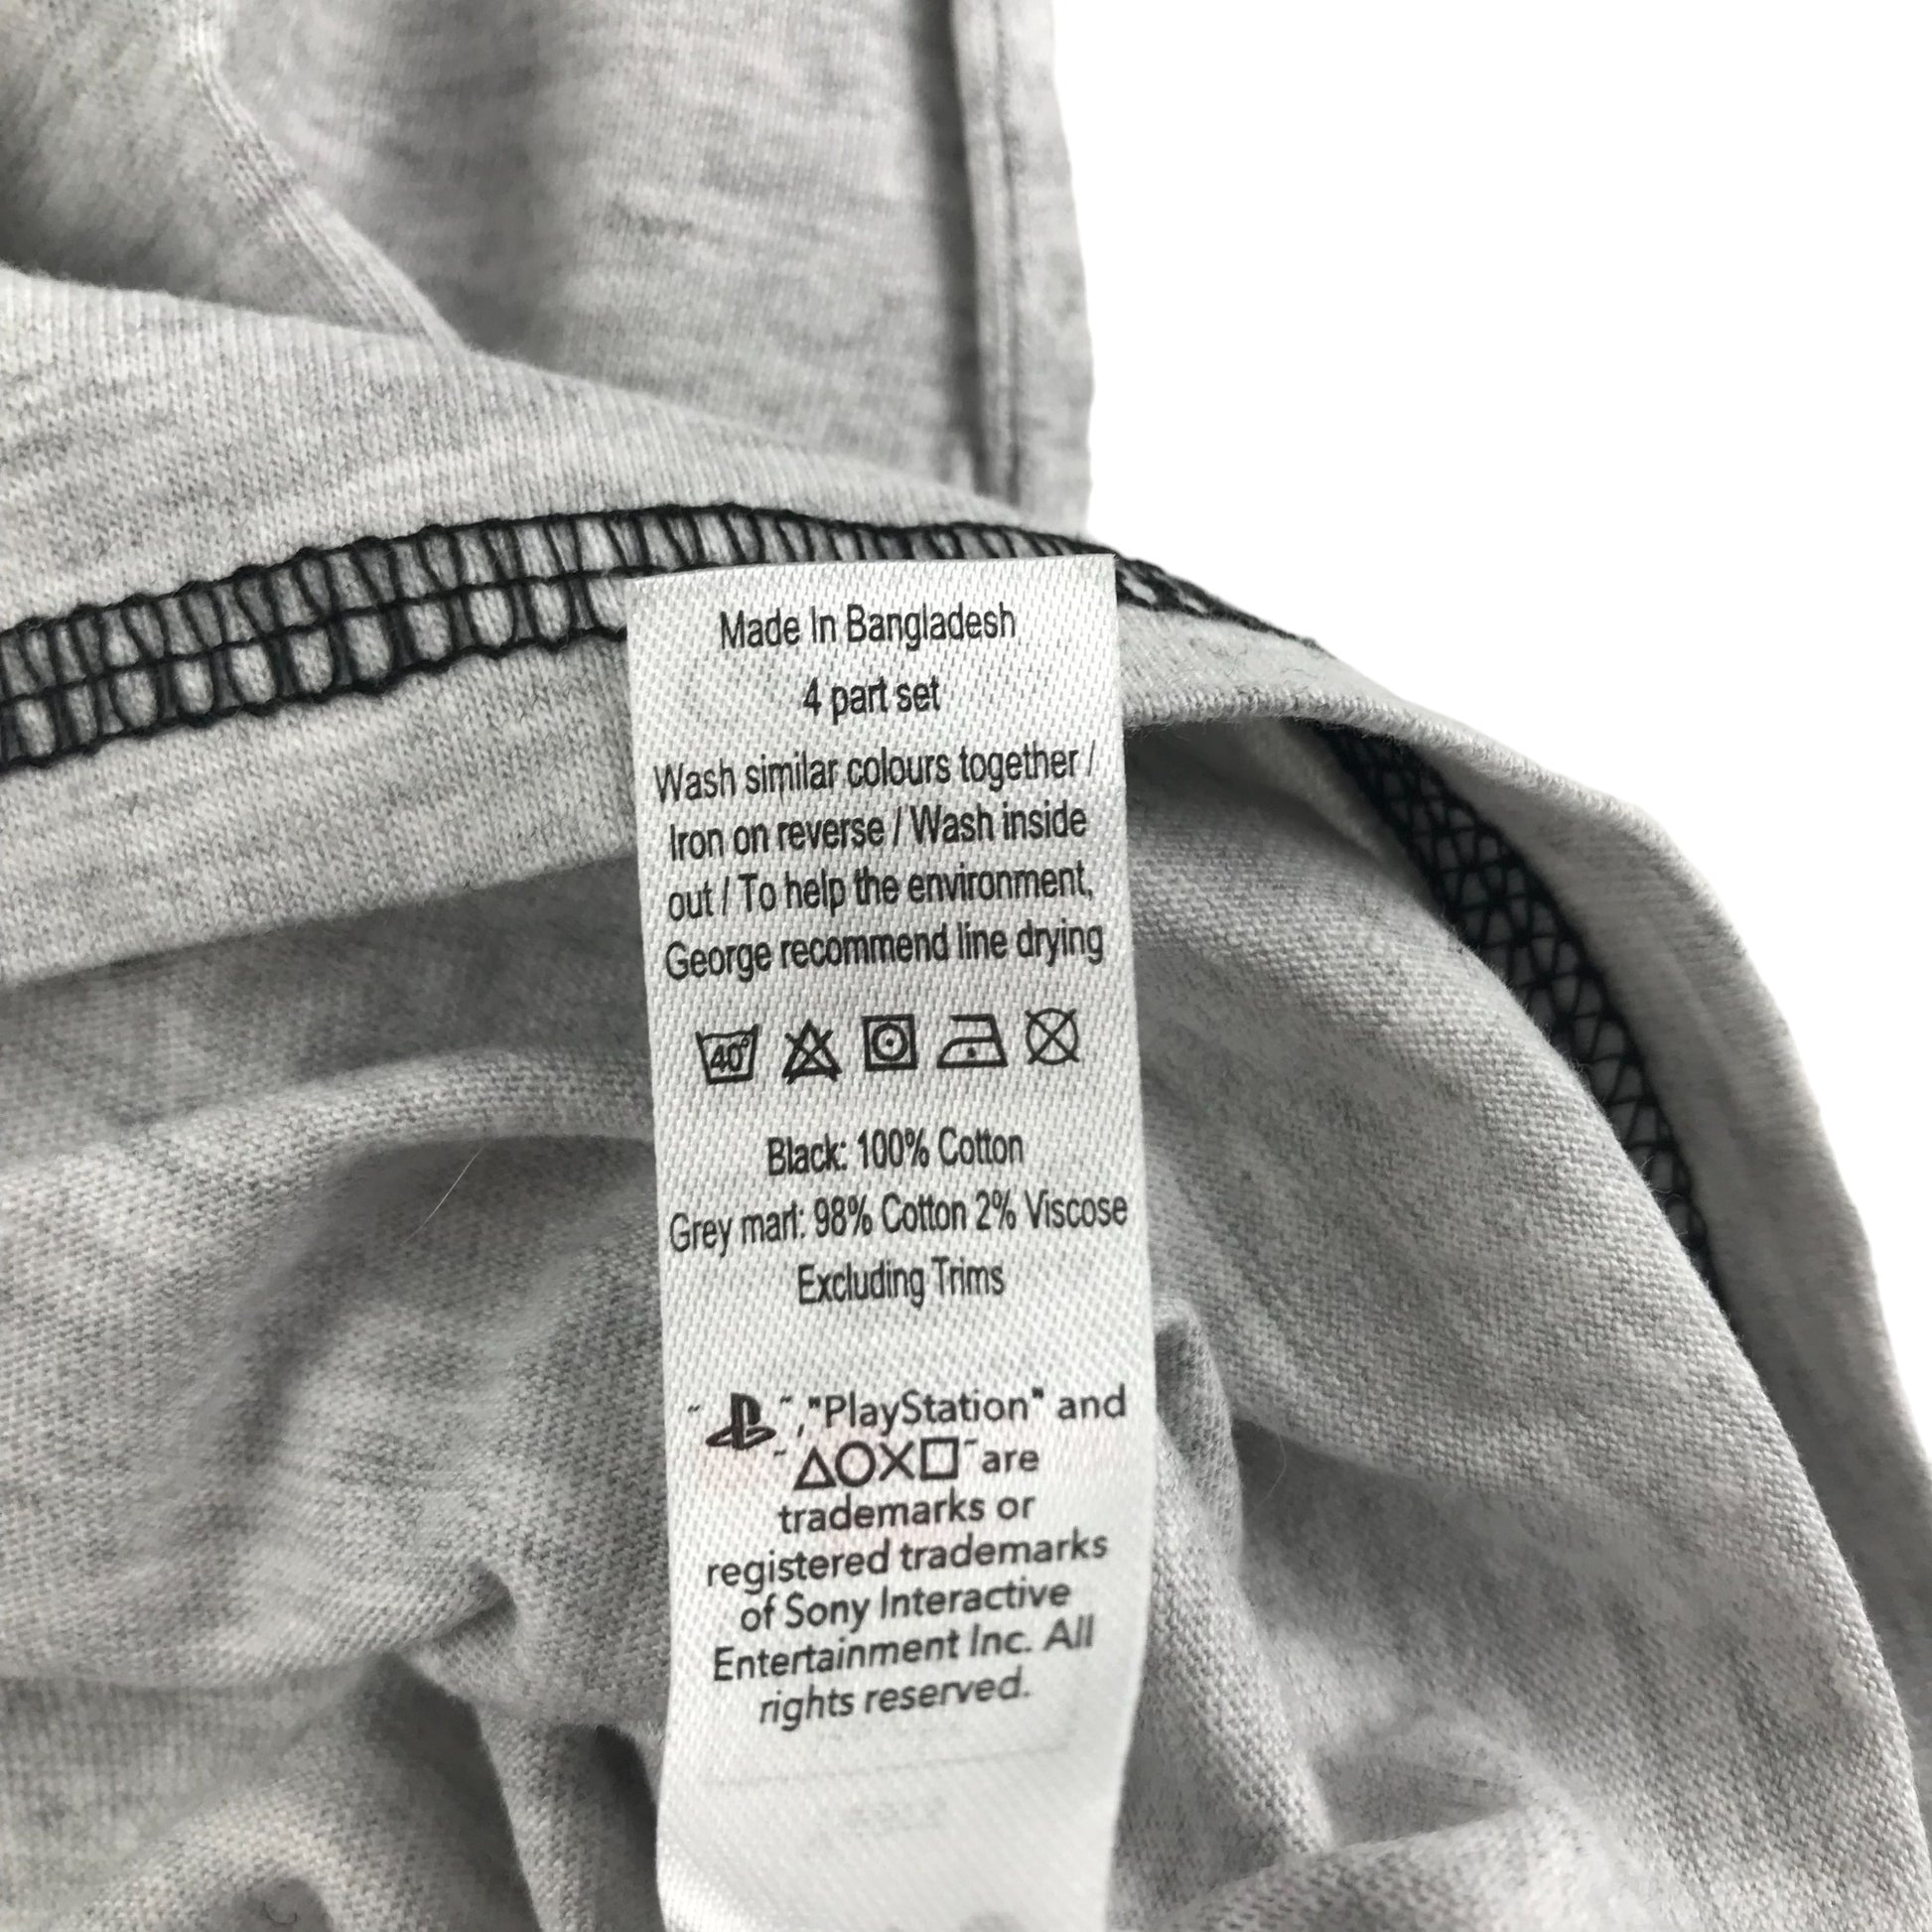 Made In Bangladesh
4 part set
Wash similar colours together /
Iron on reverse / Wash inside
out / To help the environment,
George recommend line drying
40°
Black: 100% Cotton
Grey marl: 98% Cotton 2% Viscose
Excluding Trims
"PlayStation" and
"△○✕□" are
trademarks or
registered trademarks
of Sony Interactive
Entertainment Inc. All
rights reserved.